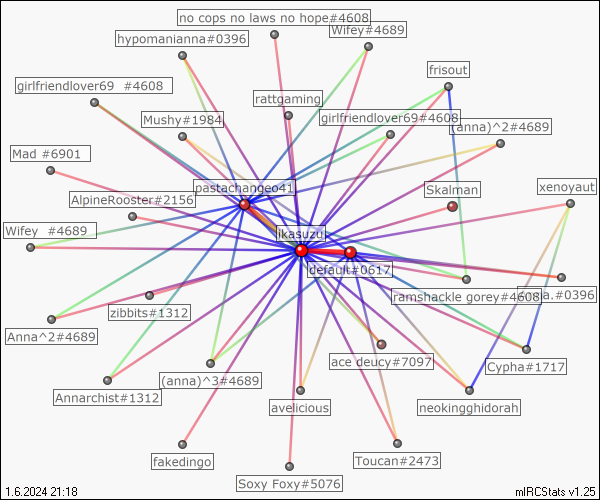 no cops no laws no hope#4608
Wifey#4689
hypomanianna#0396
frisout
girlfriendlover69 #4608
rattgaming
Mushy#1984
girlfriendlover69#4608
(anna)^2#4689
Mad #6901
pastachangeo41
Skalman
xenoyaut
AlpineRooster#2156
Wifey #4689
ikasuzu
default#0617
ramshackle gorey#4608
a.#0396
zibbits#1312
Anna^2#4689
ace deucy#7097
Cypha#1717
(anna)^3#4689
Annarchist#1312
avelicious
neokingghidorah
fakedingo
Toucan#2473
Soxy Foxy#5076
1.6.2024 21:18
mIRCStats v1.25